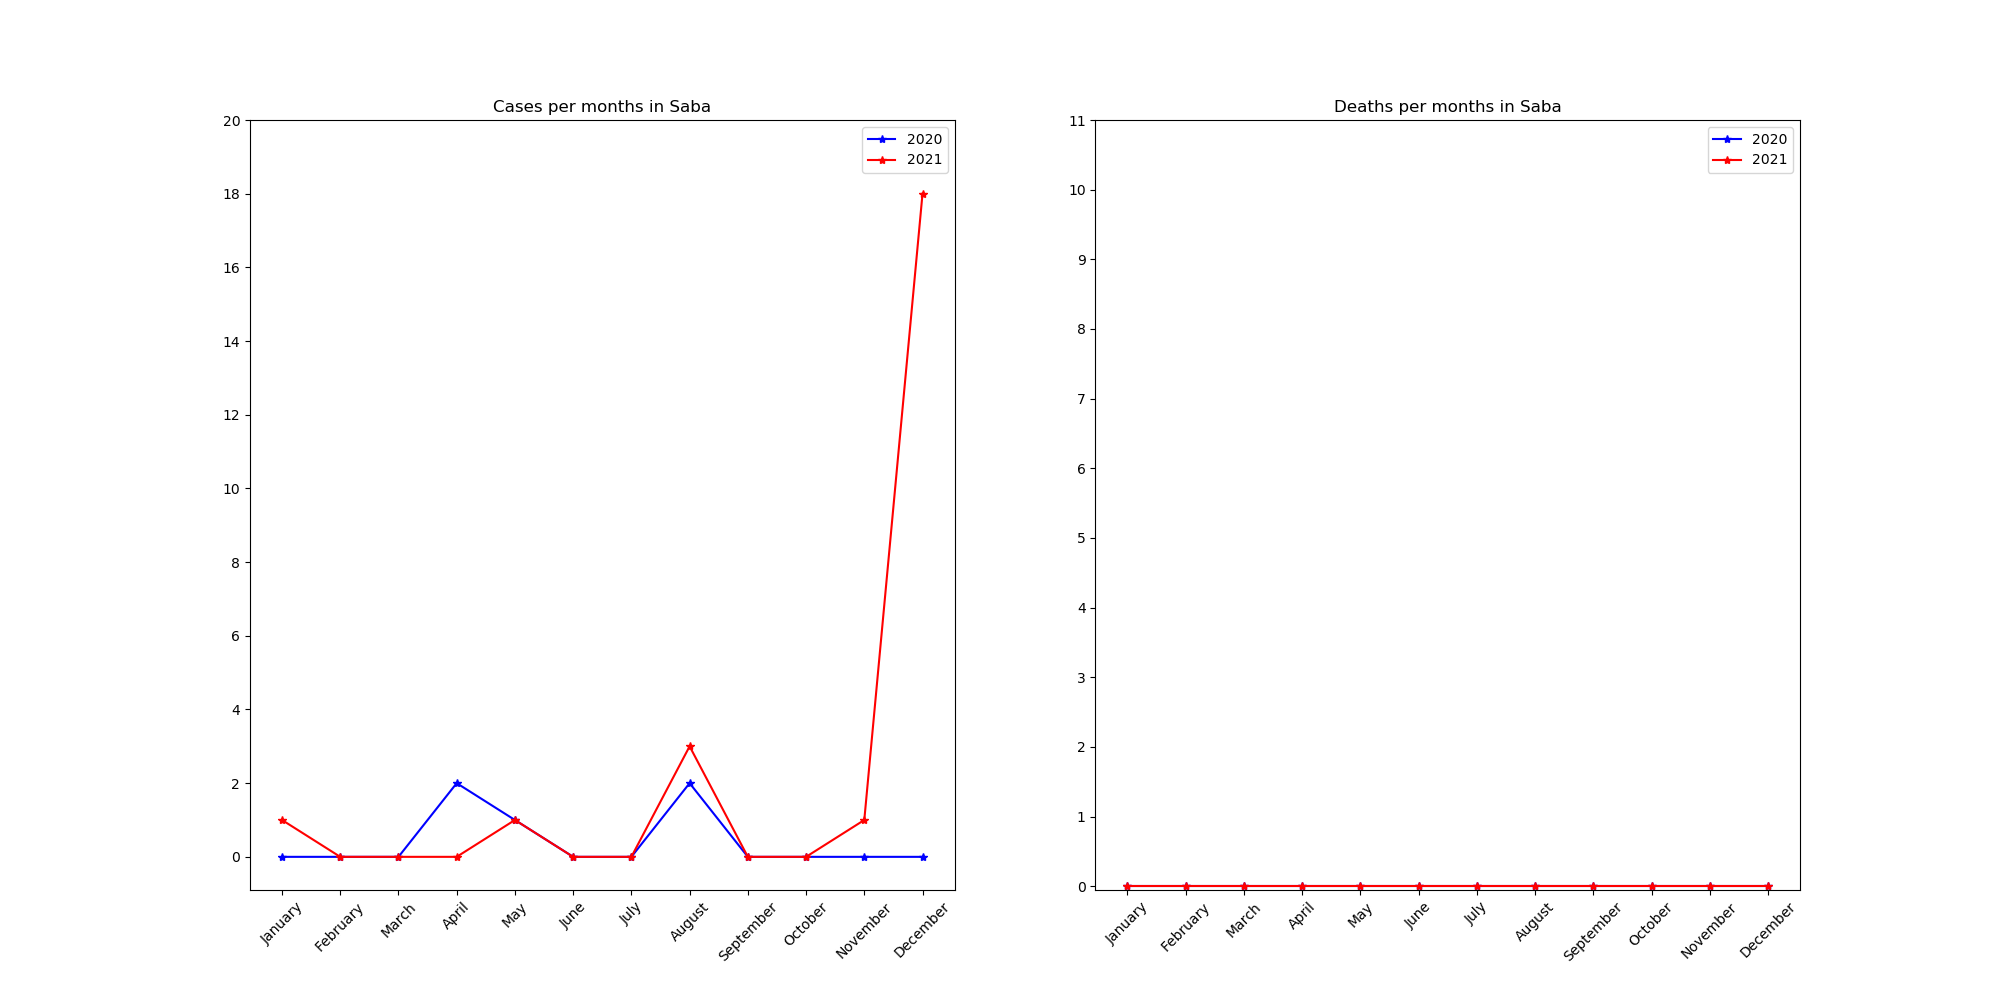 Cases per months in Saba
20
18
16
14
12
10
8
6
4
2
0
2020
2021
January
February
March
April
May
June
July
August
September
October
November
December
Deaths per months in Saba
11
10
9
8
7
6
5
4
3
2
1
0
2020
2021
January
February
March
April
May
June
July
August
September
October
November
December